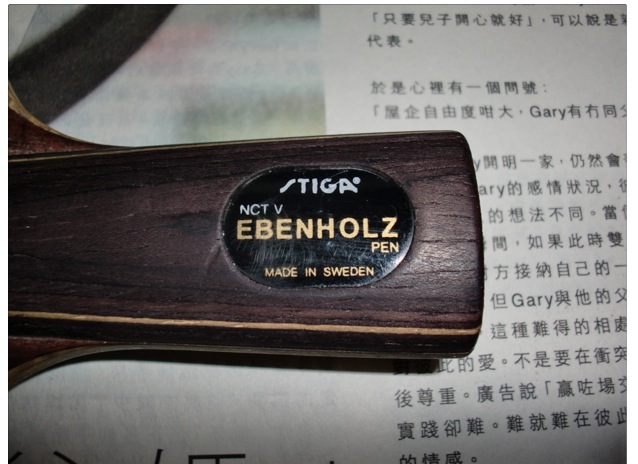 STIGA®
NCT V
EBENHOLZ
PEN
MADE IN SWEDEN
「只要兒子開心就好」，可以說是
代表。
於是心裡有一個問號：
「屋企自由度咁大，Gary有冇同
開明一家，仍然會
ary的感情狀況，
的想法不同。當
間，如果此時雙
方接納自己的一
但Gary與他的父
這種難得的相處
彼此的愛。不是要在衝突
後尊重。廣告說「贏咗場交
實踐卻難。難就難在彼此
的情感。